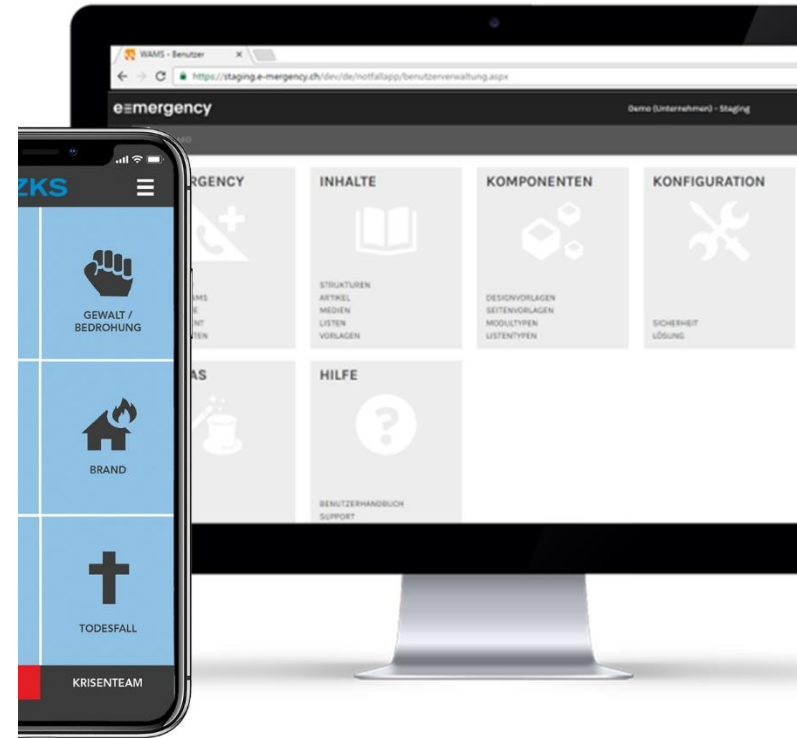 WAMS - Benutzer
https://staging.e-mergency.ch/dev/de/notfallapp/benutzerverwaltung.aspx
e≡mergency
Demo (Unternehmen) - Staging
RGENCY
INHALTE
STRUKTUREN
ARTIKEL
MEDIEN
LISTEN
VORLAGEN
KOMPONENTEN
DESIGNVORLAGEN
SEITENVORLAGEN
MODULTYPEN
LISTENTYPEN
KONFIGURATION
SICHERHEIT
LÖSUNG
AS
HILFE
BENUTZERHANDBUCH
SUPPORT
ZKS
GEWALT /
BEDROHUNG
BRAND
TODESFALL
KRISENTEAM